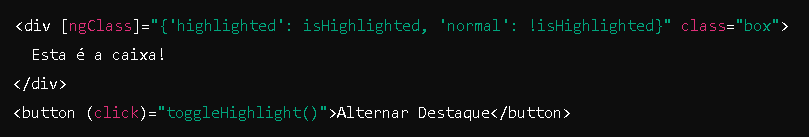 <div [ngClass]="{'highlighted': isHighlighted, 'normal': !isHighlighted}" class="box">
Esta é a caixa!
</div>
<button (click)="toggleHighlight()">Alternar Destaque</button>